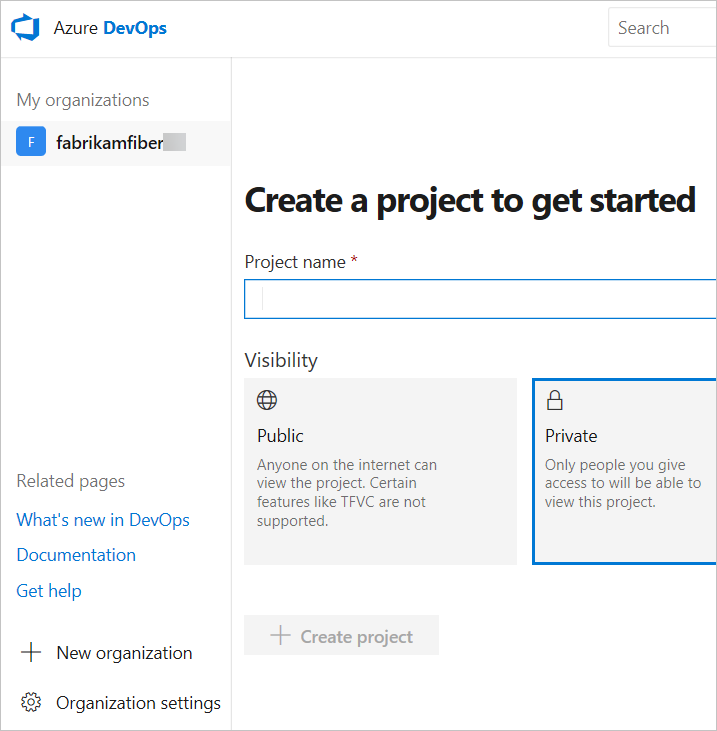 Azure DevOps
Search
My organizations
F
fabrikamfiber
Create a project to get started
Project name *
Visibility
Public
Anyone on the internet can
view the project. Certain
features like TFVC are not
supported.
Private
Only people you give
access to will be able to
view this project.
Create project
Related pages
What's new in DevOps
Documentation
Get help
New organization
Organization settings